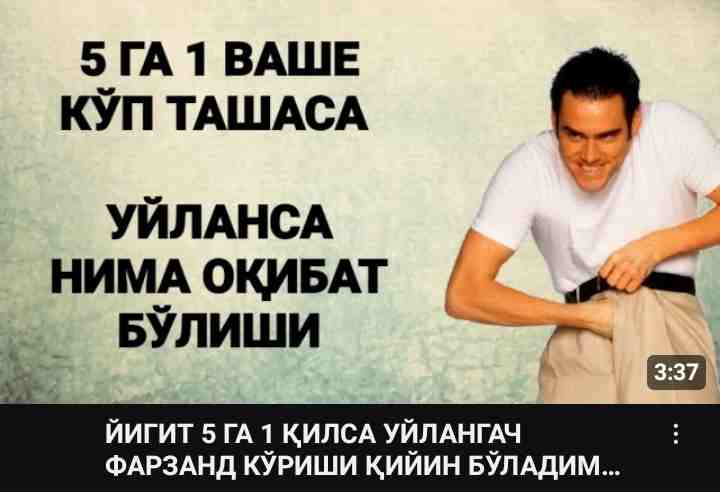 5 ГА 1 ВАШЕ
КЎП ТАШАСА
УЙЛАНСА
НИМА ОҚИБАТ
БЎЛИШИ
3:37
ЙИГИТ 5 ГА 1 ҚИЛСА УЙЛАНГАЧ
ФАРЗАНД КЎРИШИ ҚИЙИН БЎЛАДИМ...